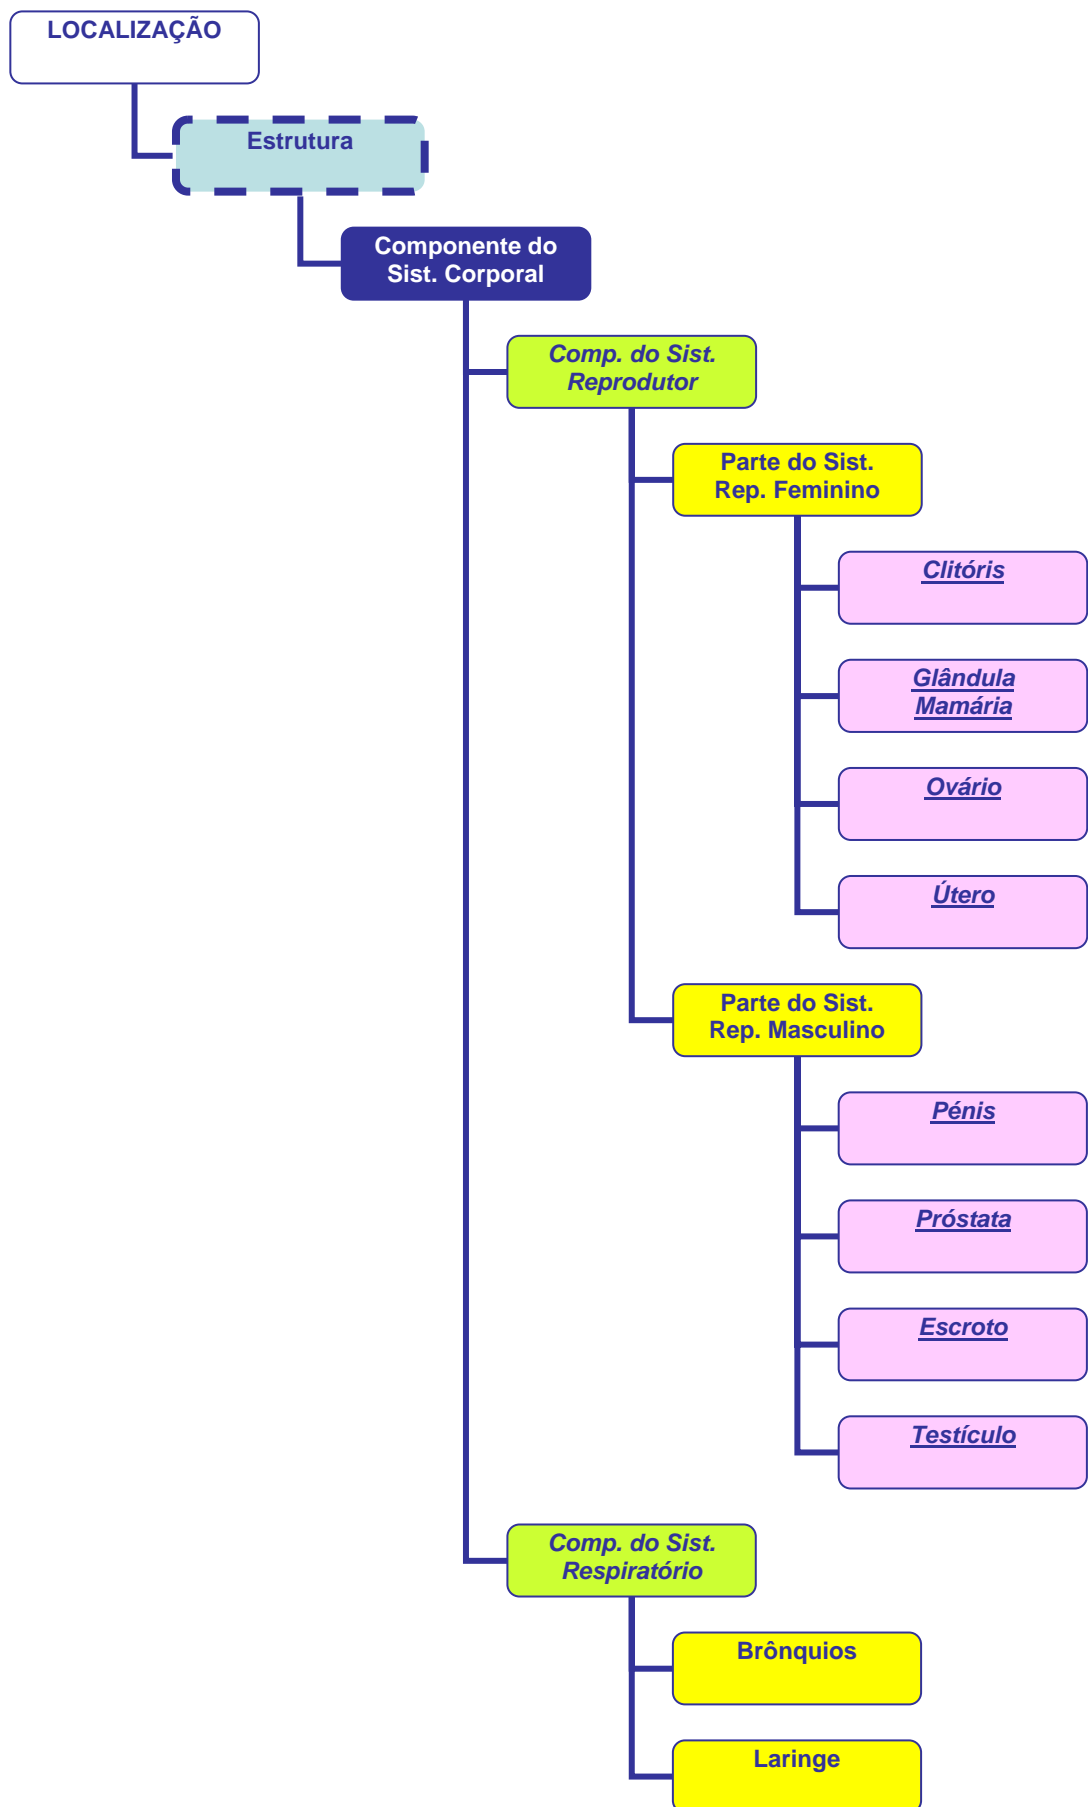 LOCALIZAÇÃO
Estrutura
Componente do
Sist. Corporal
Comp. do Sist.
Reprodutor
Parte do Sist.
Rep. Feminino
Clitóris
Glândula
Mamária
Ovário
Útero
Parte do Sist.
Rep. Masculino
Pénis
Próstata
Escroto
Testículo
Comp. do Sist.
Respiratório
Brônquios
Laringe